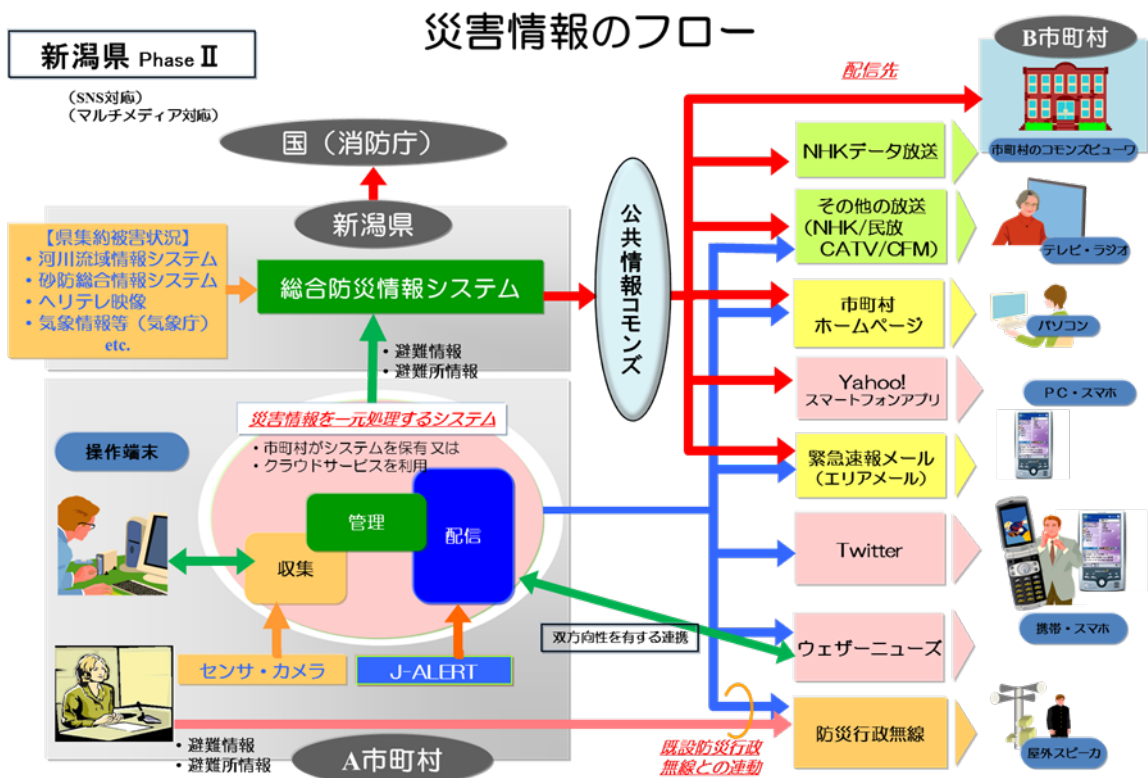 災害情報のフロー
新潟県 Phase Ⅱ
(SNS対応)
(マルチメディア対応)
国(消防庁)
新潟県
【県集約被害状況】
・河川流域情報システム
・砂防総合情報システム
・ヘリテレ映像
・気象情報等(気象庁)
etc.
総合防災情報システム
・避難情報
・避難所情報
災害情報を一元処理するシステム
・市町村がシステムを保有又は
・クラウドサービスを利用
操作端末
管理
配信
収集
センサ・カメラ
J-ALERT
・避難情報
・避難所情報
A市町村
公共情報コモンズ
双方向性を有する連携
既設防災行政
無線との連動
配信先
B市町村
市町村のコモンズビューワ
NHKデータ放送
その他の放送
(NHK/民放
CATV/CFM)
テレビ・ラジオ
市町村
ホームページ
パソコン
Yahoo!
スマートフォンアプリ
PC・スマホ
緊急速報メール
(エリアメール)
Twitter
ウェザーニューズ
携帯・スマホ
防災行政無線
屋外スピーカ